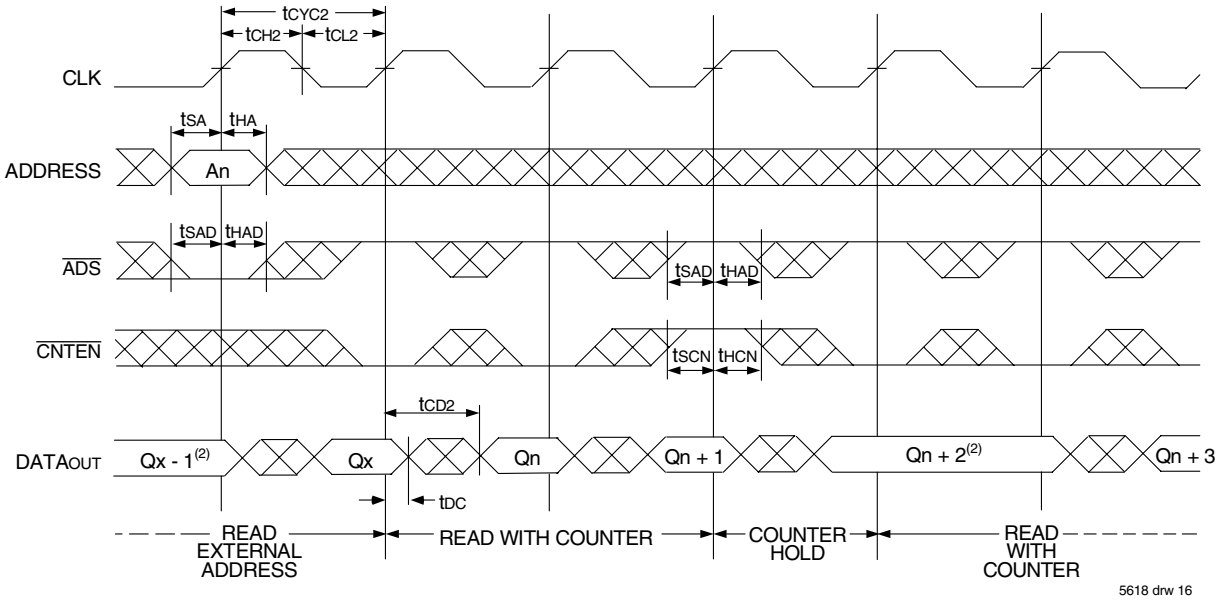 tCYC2
tCH2 tCL2
CLK
tSA tHA
ADDRESS An
tSAD tHAD
ADS
tSAD tHAD
CNTEN
tSCN tHCN
tCD2
DATAOUT Qx - 1(2) Qx Qn Qn + 1 Qn + 2(2) Qn + 3
tDC
READ EXTERNAL ADDRESS
READ WITH COUNTER
COUNTER HOLD
READ WITH COUNTER
5618 drw 16